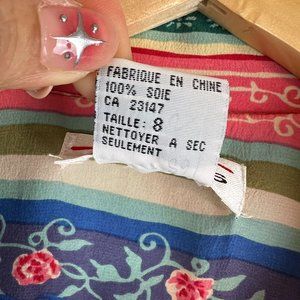 FABRIQUE EN CHINE
100% SOIE
CA 23147
TAILLE: 8
NETTOYER A SEC
SEULEMENT